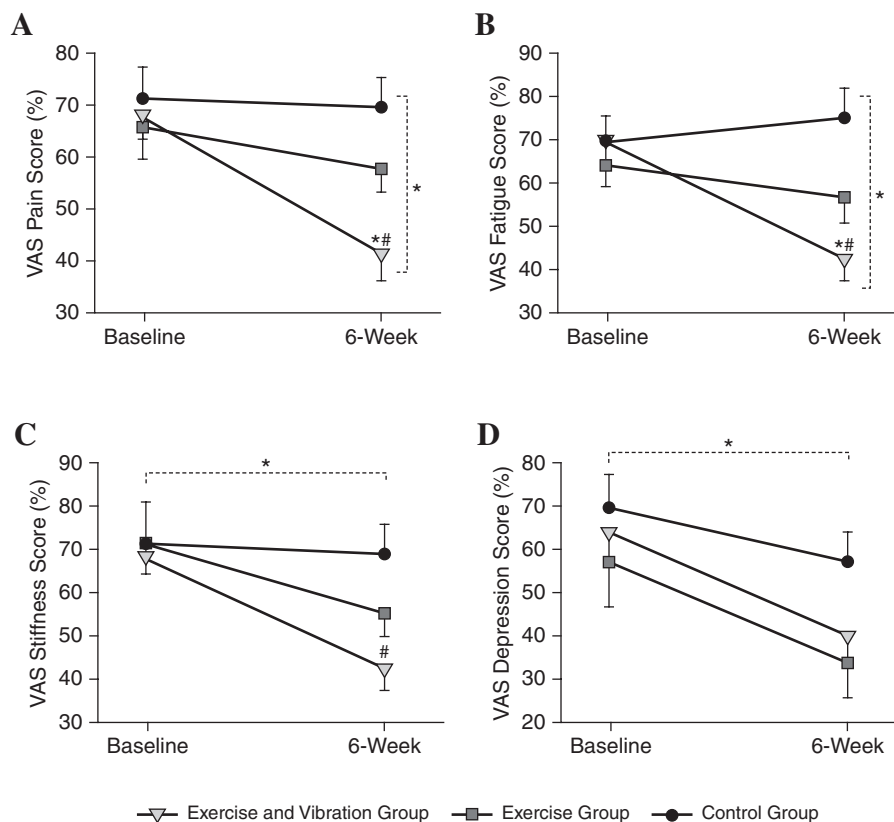 A
VAS Pain Score (%)
80
70
60
50
40
30
*
*#
Baseline
6-Week
B
VAS Fatigue Score (%)
90
80
70
60
50
40
30
*
*#
Baseline
6-Week
C
VAS Stiffness Score (%)
90
80
70
60
50
40
30
*
#
Baseline
6-Week
D
VAS Depression Score (%)
80
70
60
50
40
30
20
*
Baseline
6-Week
Exercise and Vibration Group Exercise Group Control Group